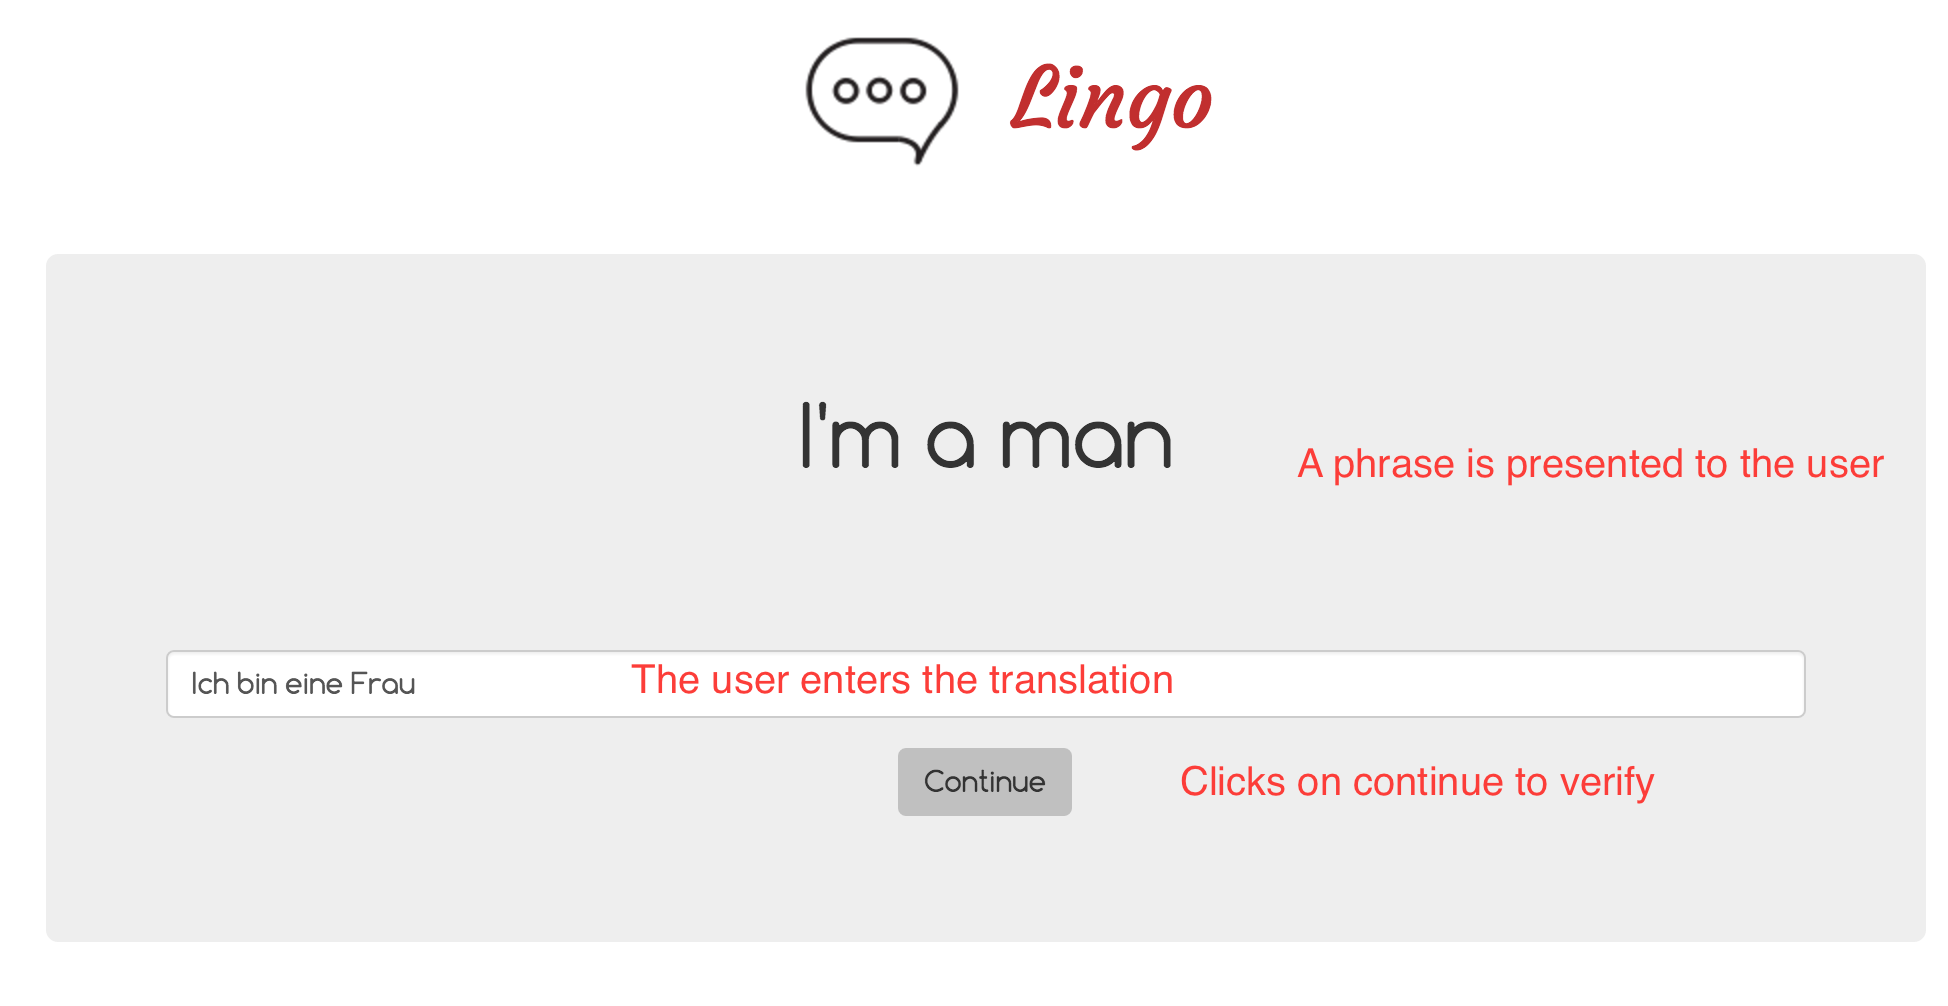 Lingo
I'm a man
A phrase is presented to the user
Ich bin eine Frau
The user enters the translation
Continue
Clicks on continue to verify